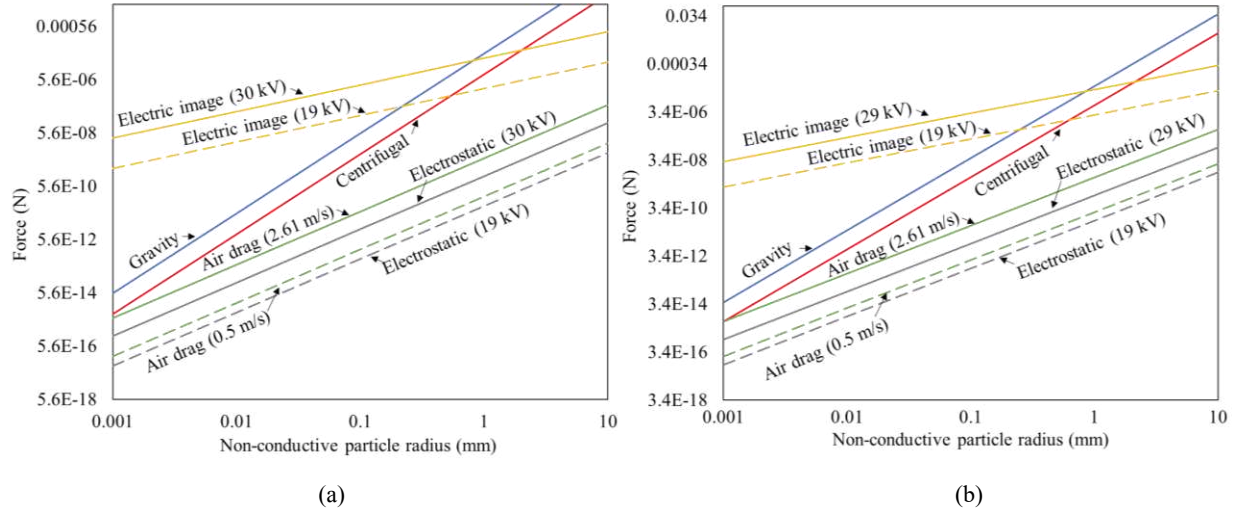 0.00056
5.6E-06
5.6E-08
5.6E-10
5.6E-12
5.6E-14
5.6E-16
5.6E-18
Force (N)
Electric image (30 kV)
Electric image (19 kV)
Centrifugal
Electrostatic (30 kV)
Gravity
Air drag (2.61 m/s)
Electrostatic (19 kV)
Air drag (0.5 m/s)
0.001 0.01 0.1 1 10
Non-conductive particle radius (mm)
(a)
0.034
0.00034
3.4E-06
3.4E-08
3.4E-10
3.4E-12
3.4E-14
3.4E-16
3.4E-18
Force (N)
Electric image (29 kV)
Electric image (19 kV)
Centrifugal
Electrostatic (29 kV)
Gravity
Air drag (2.61 m/s)
Electrostatic (19 kV)
Air drag (0.5 m/s)
0.001 0.01 0.1 1 10
Non-conductive particle radius (mm)
(b)